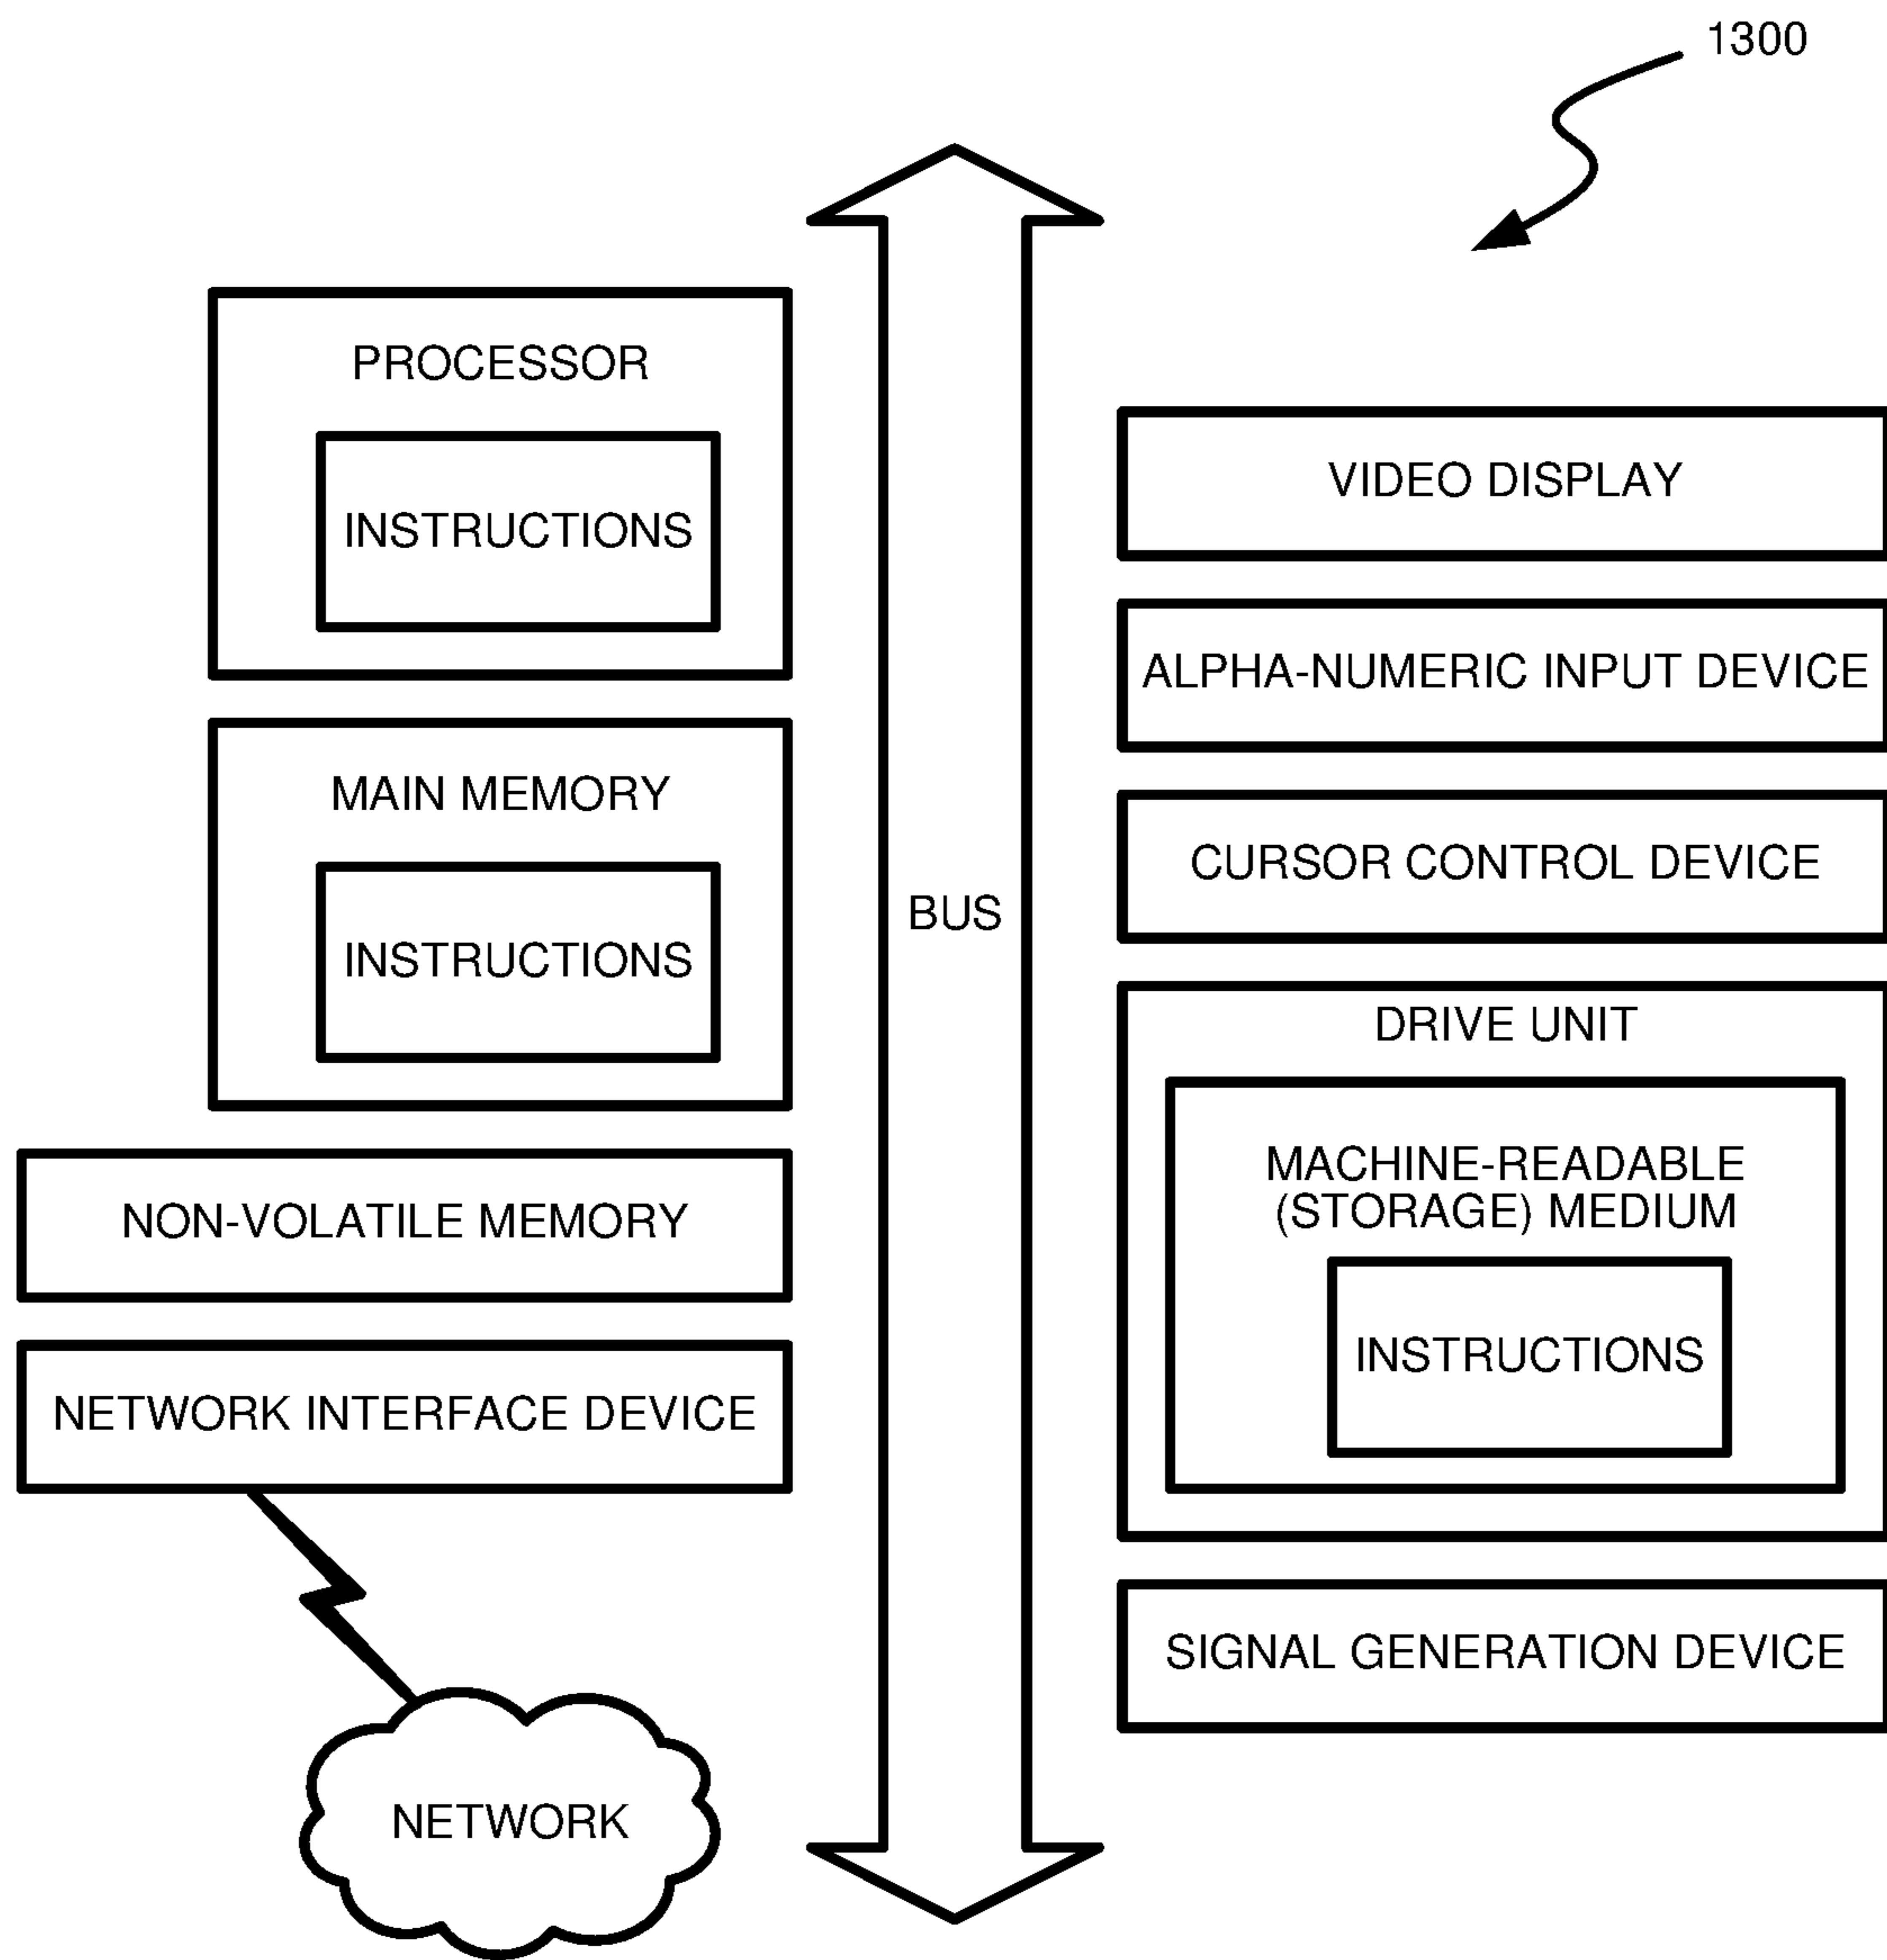 1300
PROCESSOR
INSTRUCTIONS
MAIN MEMORY
INSTRUCTIONS
NON-VOLATILE MEMORY
NETWORK INTERFACE DEVICE
NETWORK
BUS
VIDEO DISPLAY
ALPHA-NUMERIC INPUT DEVICE
CURSOR CONTROL DEVICE
DRIVE UNIT
MACHINE-READABLE
(STORAGE) MEDIUM
INSTRUCTIONS
SIGNAL GENERATION DEVICE